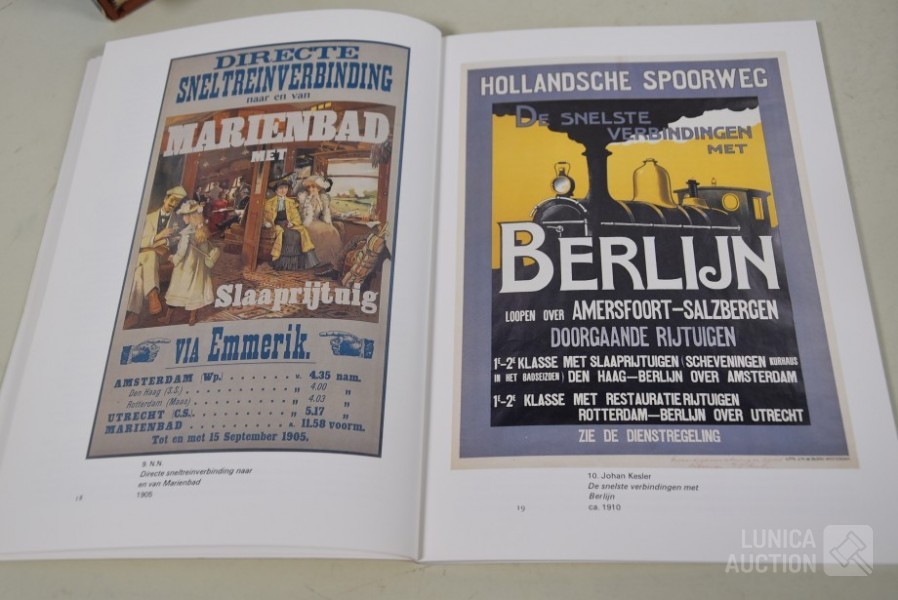 DIRECTE
SNELTREINVERBINDING
naar en van
MARIENBAD
MET
Slaaprijtuig
VIA Emmerik.
AMSTERDAM (Wp.) . . . . . . . v. 4.35 nam.
Den Haag (S.S.) . . . . . . . . . „ 4.00 „
Rotterdam (Maas) . . . . . . . . „ 4.03 „
UTRECHT (C.S.) . . . . . . . . „ 5.17 „
MARIENBAD . . . . . . . . . A. 11.58 voorm.
Tot en met 15 September 1905.
9. N.N.
Directe sneltreinverbinding naar
en van Marienbad
1905
18
HOLLANDSCHE SPOORWEG
DE SNELSTE
VERBINDINGEN
MET
BERLIJN
LOOPEN OVER AMERSFOORT-SALZBERGEN
DOORGAANDE RIJTUIGEN
1E-2E KLASSE MET SLAAPRIJTUIGEN (SCHEVENINGEN KURHAUS
IN HET BADSEIZOEN) DEN HAAG-BERLIJN OVER AMSTERDAM
1E-2E KLASSE MET RESTAURATIERIJTUIGEN
ROTTERDAM-BERLIJN OVER UTRECHT
ZIE DE DIENSTREGELING
10. Johan Kesler
De snelste verbindingen met
Berlijn
ca. 1910
19
LUNICA
AUCTION